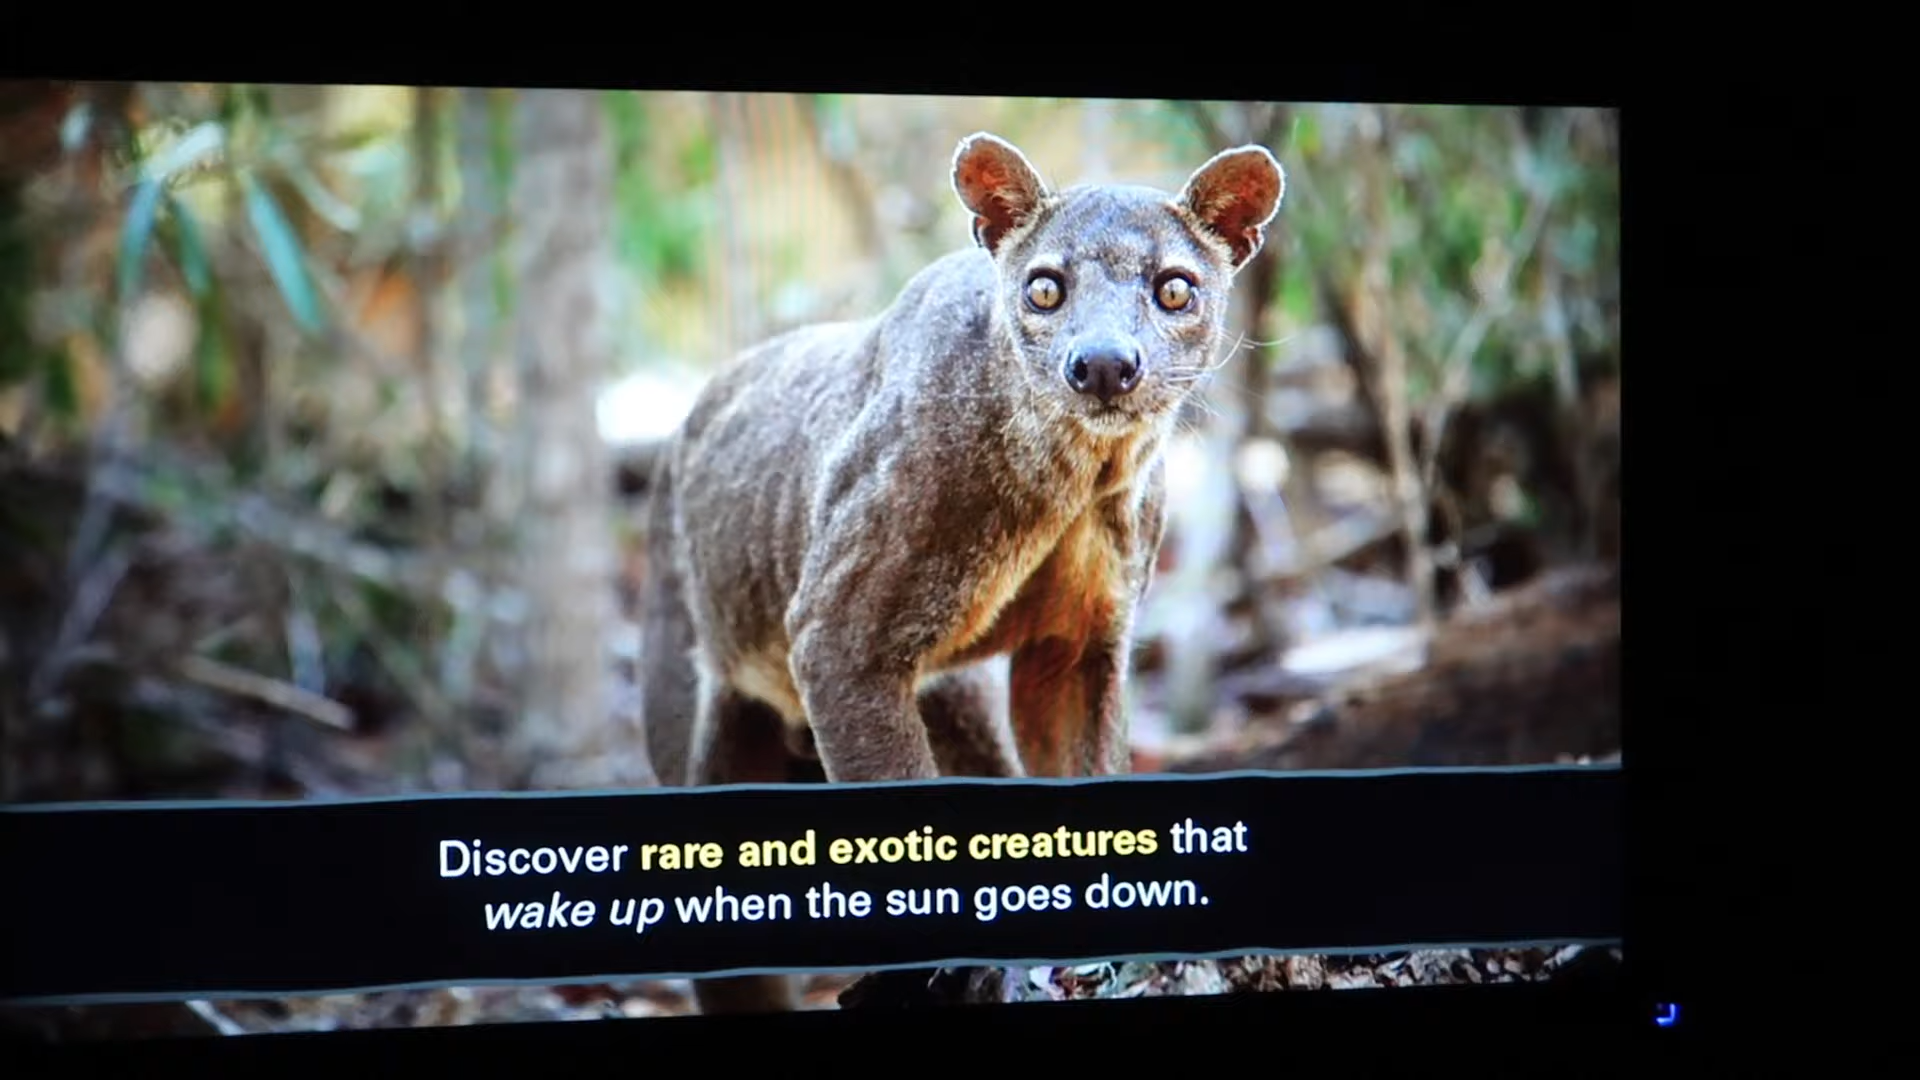 Discover rare and exotic creatures that
wake up when the sun goes down.